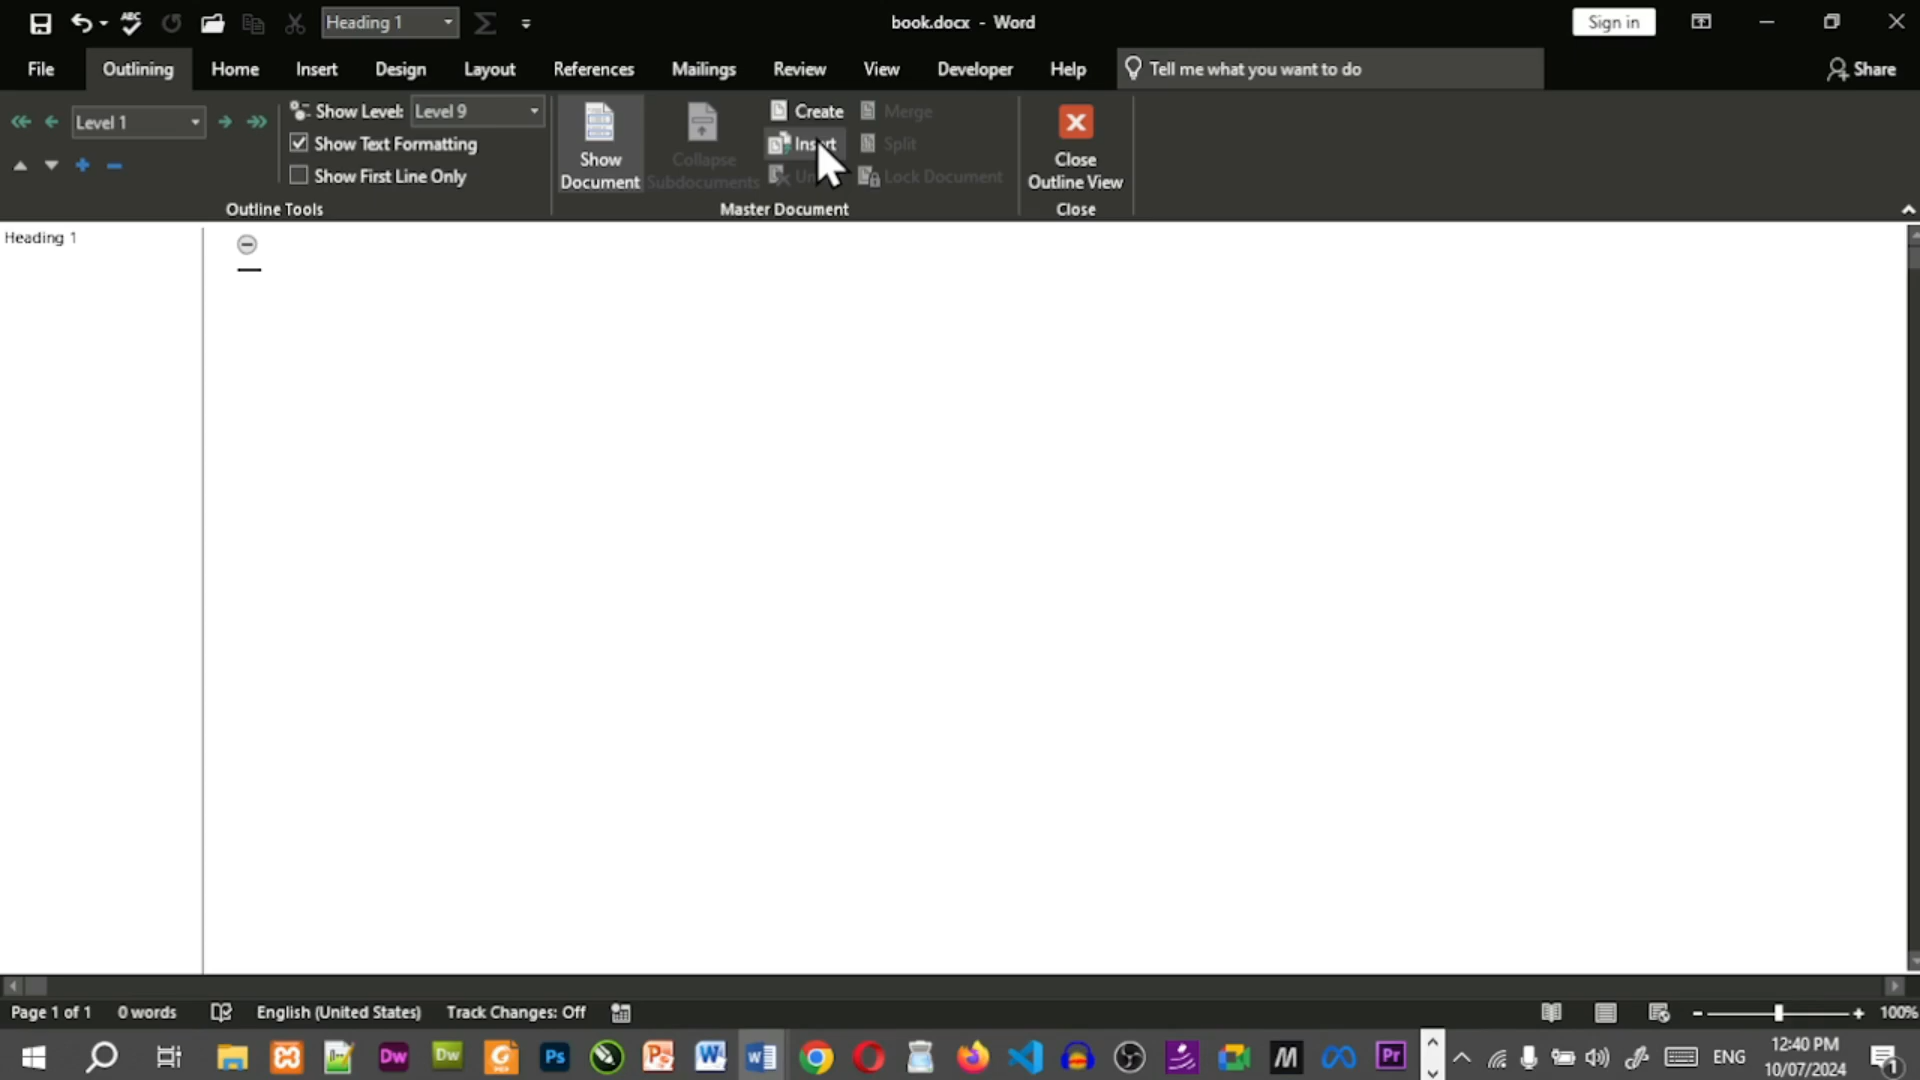 Heading 1
book.docx - Word
Sign in
File
Outlining
Home
Insert
Design
Layout
References
Mailings
Review
View
Developer
Help
Tell me what you want to do
Share
Level 1
Show Level:
Level 9
Show Text Formatting
Show First Line Only
Outline Tools
Show
Document
Collapse
Subdocuments
Create
Insert
Merge
Split
Lock Document
Master Document
Close
Outline View
Close
Heading 1
Page 1 of 1
0 words
English (United States)
Track Changes: Off
100%
ENG
12:40 PM
10/07/2024